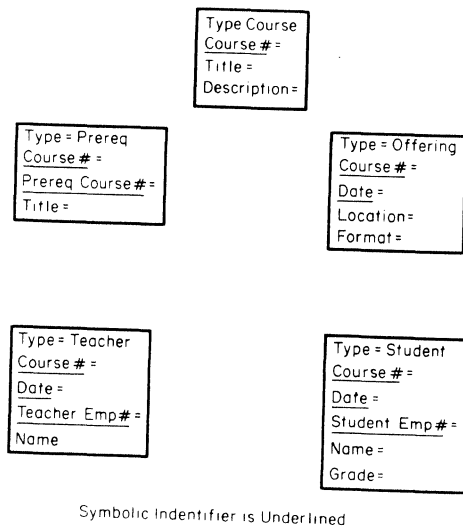 Type Course
Course # =
Title =
Description=
Type = Prereq
Course # =
Prereq Course# =
Title =
Type = Offering
Course # =
Date =
Location=
Format =
Type = Teacher
Course # =
Date =
Teacher Emp# =
Name
Type = Student
Course # =
Date =
Student Emp# =
Name =
Grade=
Symbolic Indentifier is Underlined